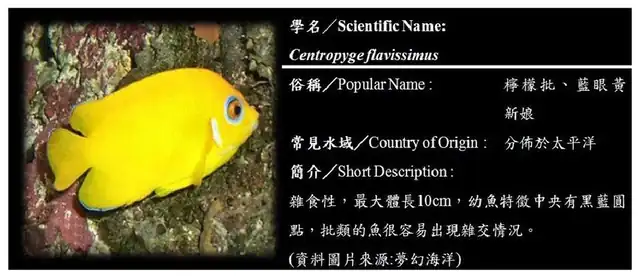 學名／Scientific Name:
Centropyge flavissimus
俗稱／Popular Name : 檸檬批、藍眼黃
新娘
常見水域／Country of Origin : 分佈於太平洋
簡介／Short Description :
雜食性，最大體長10cm，幼魚特徵中央有黑藍圓
點，批類的魚很容易出現雜交情況。
(資料圖片來源:夢幻海洋)